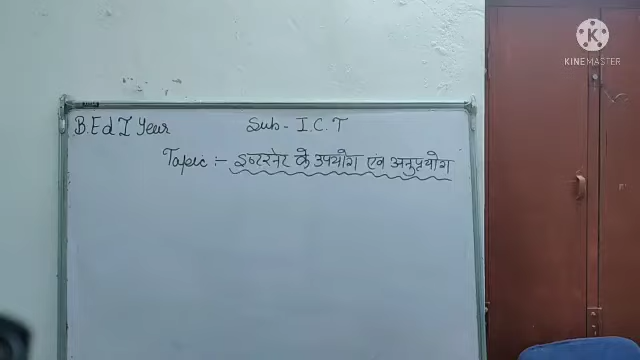 KINEMASTER
B.Ed I Year Sub- I.C.T
Topic :- इन्टरनेट के उपयोग एवं अनुप्रयोग